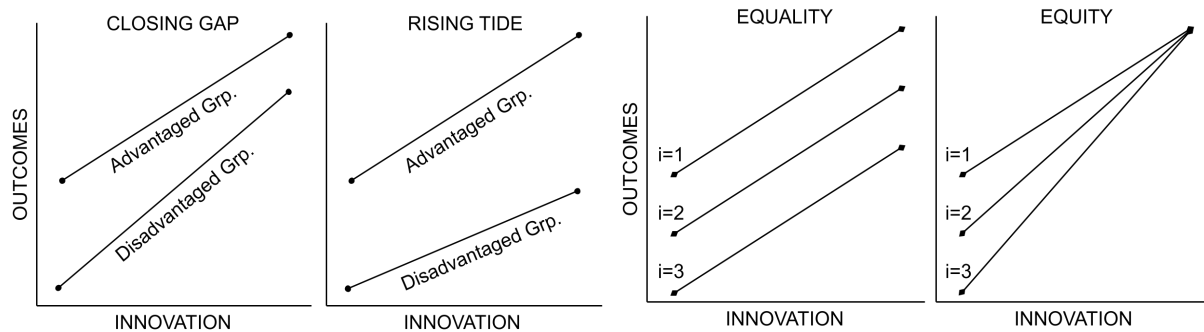 CLOSING GAP
OUTCOMES
Advantaged Grp.
Disadvantaged Grp.
INNOVATION
RISING TIDE
Advantaged Grp.
Disadvantaged Grp.
INNOVATION
EQUALITY
OUTCOMES
i=1
i=2
i=3
INNOVATION
EQUITY
i=1
i=2
i=3
INNOVATION